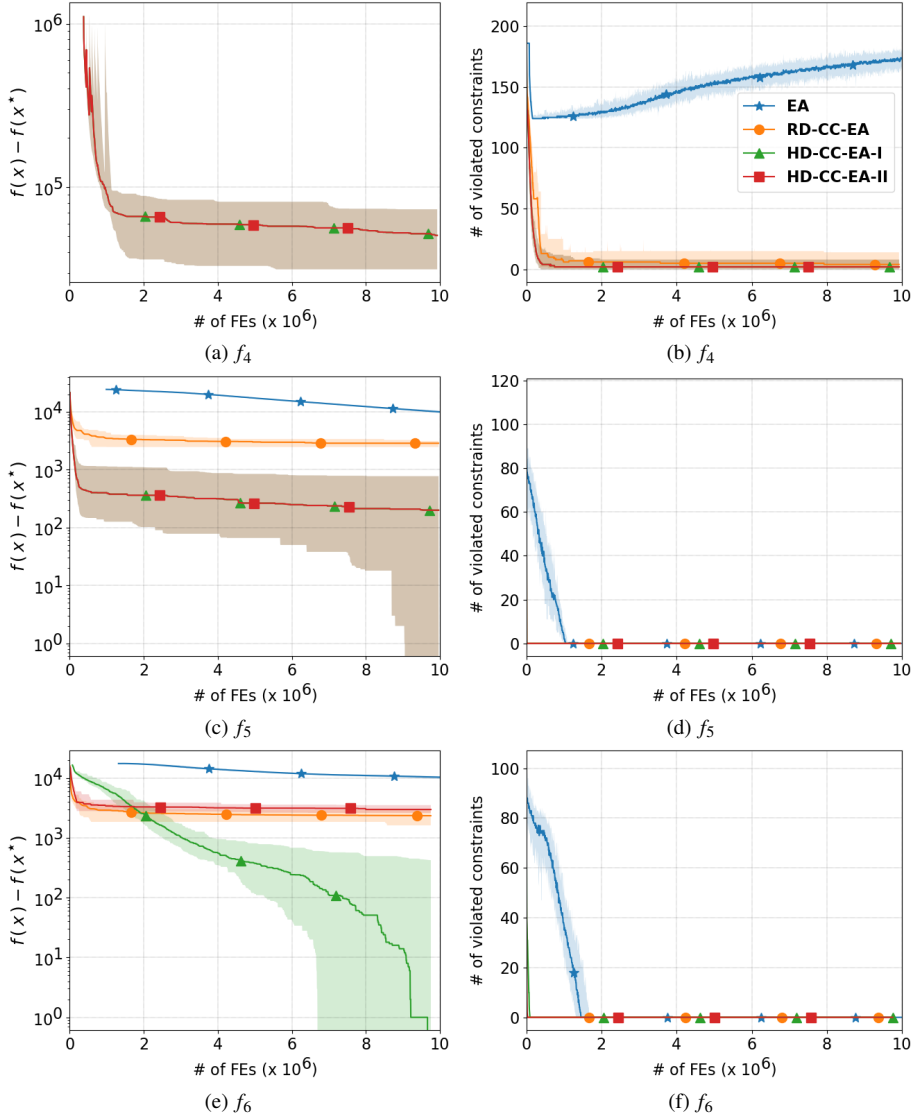 10^6
10^5
f(x) − f(x*)
0 2 4 6 8 10
# of FEs (x 10^6)
(a) f_4
200
150
100
50
0
# of violated constraints
EA
RD-CC-EA
HD-CC-EA-I
HD-CC-EA-II
0 2 4 6 8 10
# of FEs (x 10^6)
(b) f_4
10^4
10^3
10^2
10^1
10^0
f(x) − f(x*)
0 2 4 6 8 10
# of FEs (x 10^6)
(c) f_5
120
100
80
60
40
20
0
# of violated constraints
0 2 4 6 8 10
# of FEs (x 10^6)
(d) f_5
10^4
10^3
10^2
10^1
10^0
f(x) − f(x*)
0 2 4 6 8 10
# of FEs (x 10^6)
(e) f_6
100
80
60
40
20
0
# of violated constraints
0 2 4 6 8 10
# of FEs (x 10^6)
(f) f_6